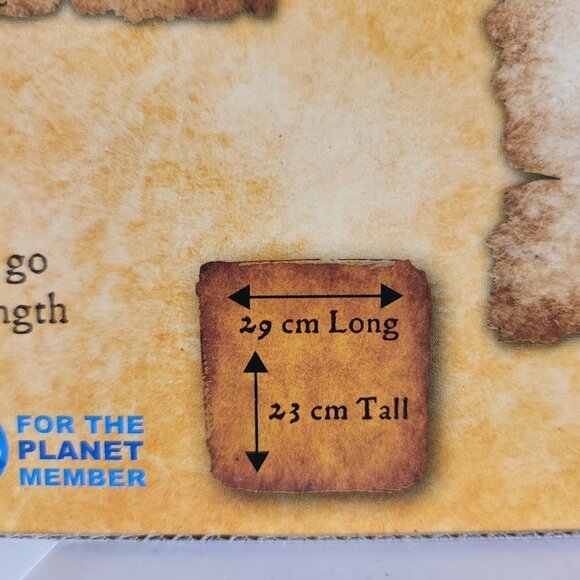 go
29 cm Long
ngth
23 cm Tall
FOR THE
PLANET
MEMBER